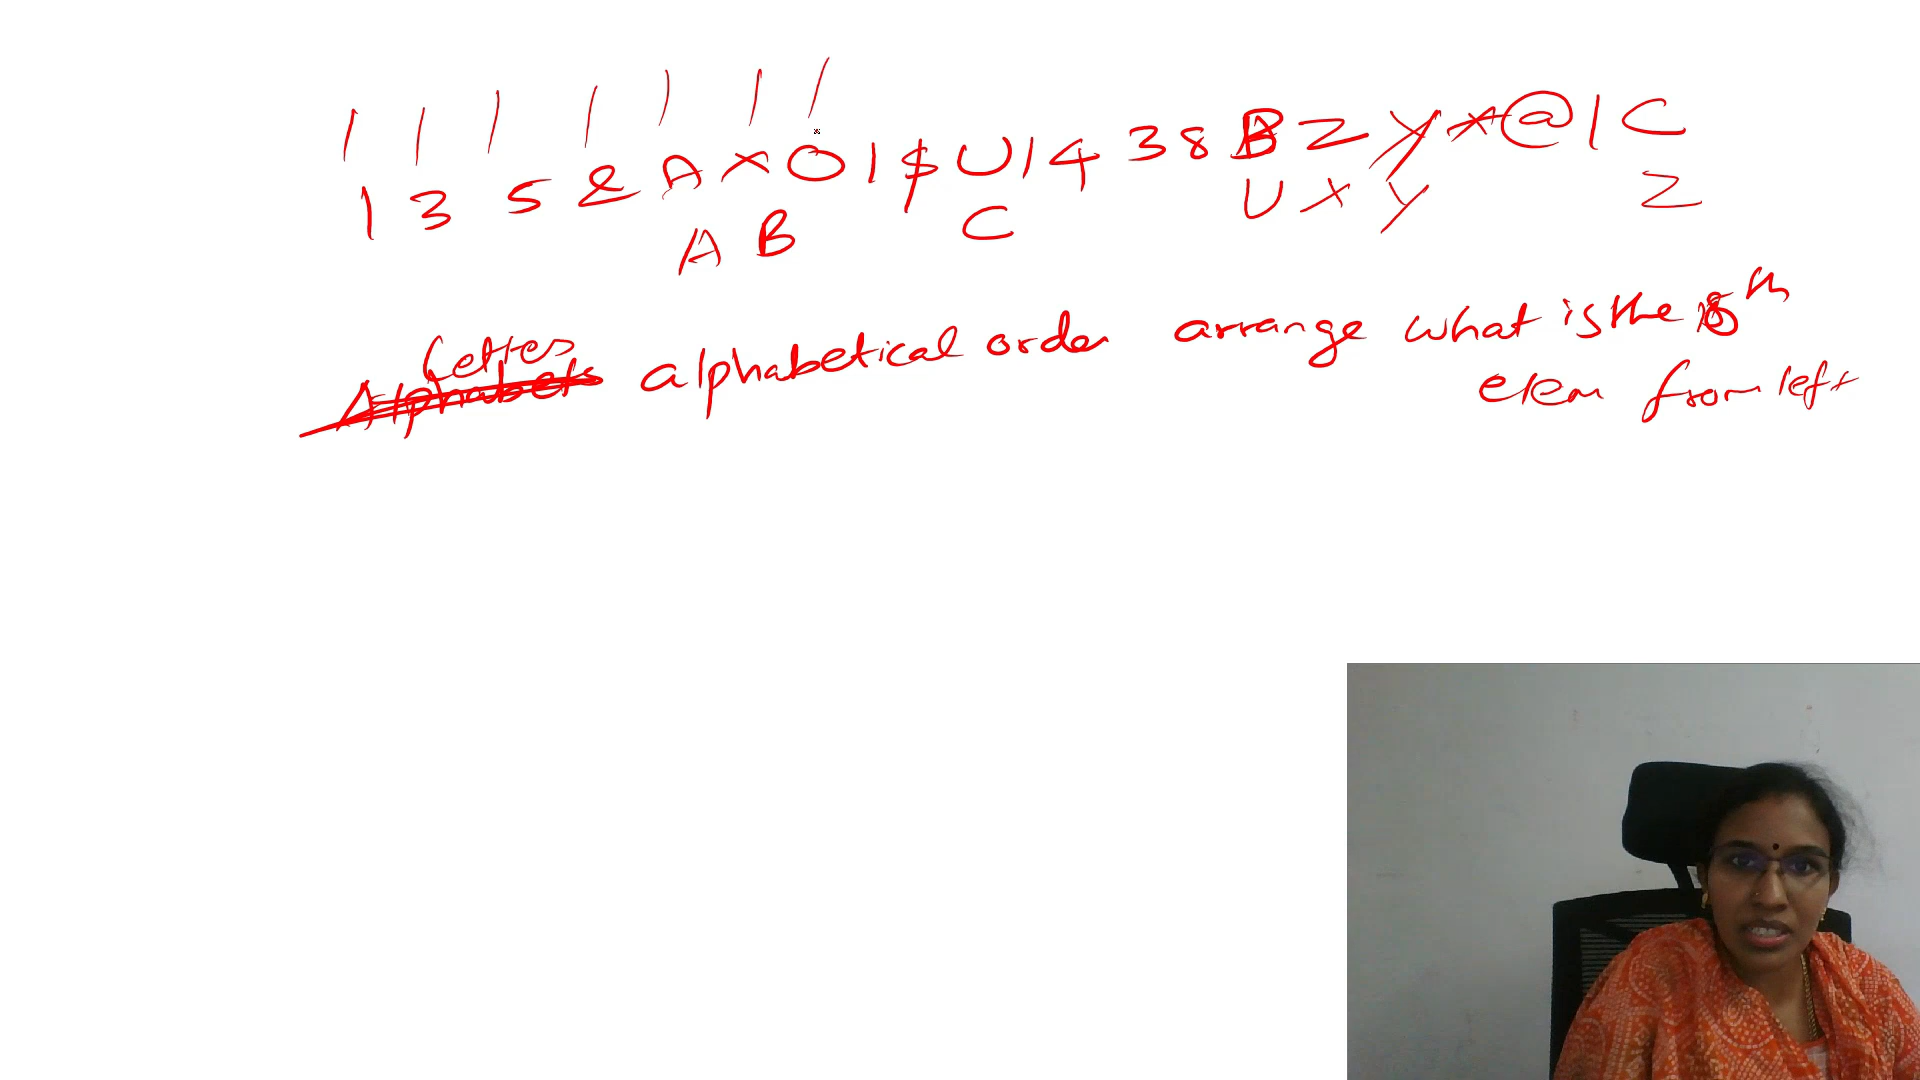 1 3 5 & A X O 1 $ U 1 4 3 8 B Z Y * @ 1 C
A B C U X Y Z
Letters alphabetical order arrange what is the th
elem from left